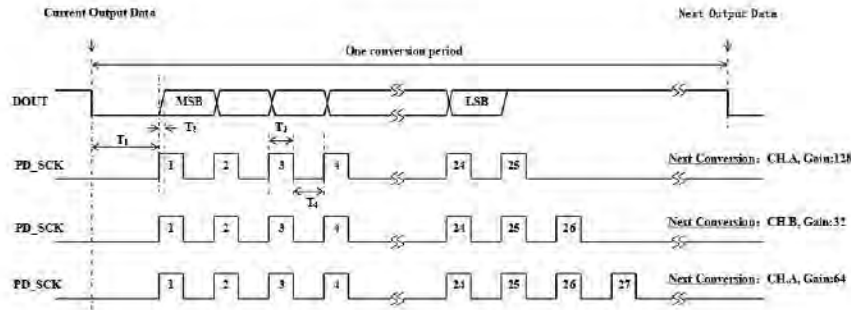 Current Output Data
Next Output Data
One conversion period
DOUT
MSB
LSB
T1
T2
T3
T4
PD_SCK
1 2 3 4 24 25
Next Conversion: CH.A, Gain:128
PD_SCK
1 2 3 4 24 25 26
Next Conversion: CH.B, Gain:32
PD_SCK
1 2 3 4 24 25 26 27
Next Conversion: CH.A, Gain:64